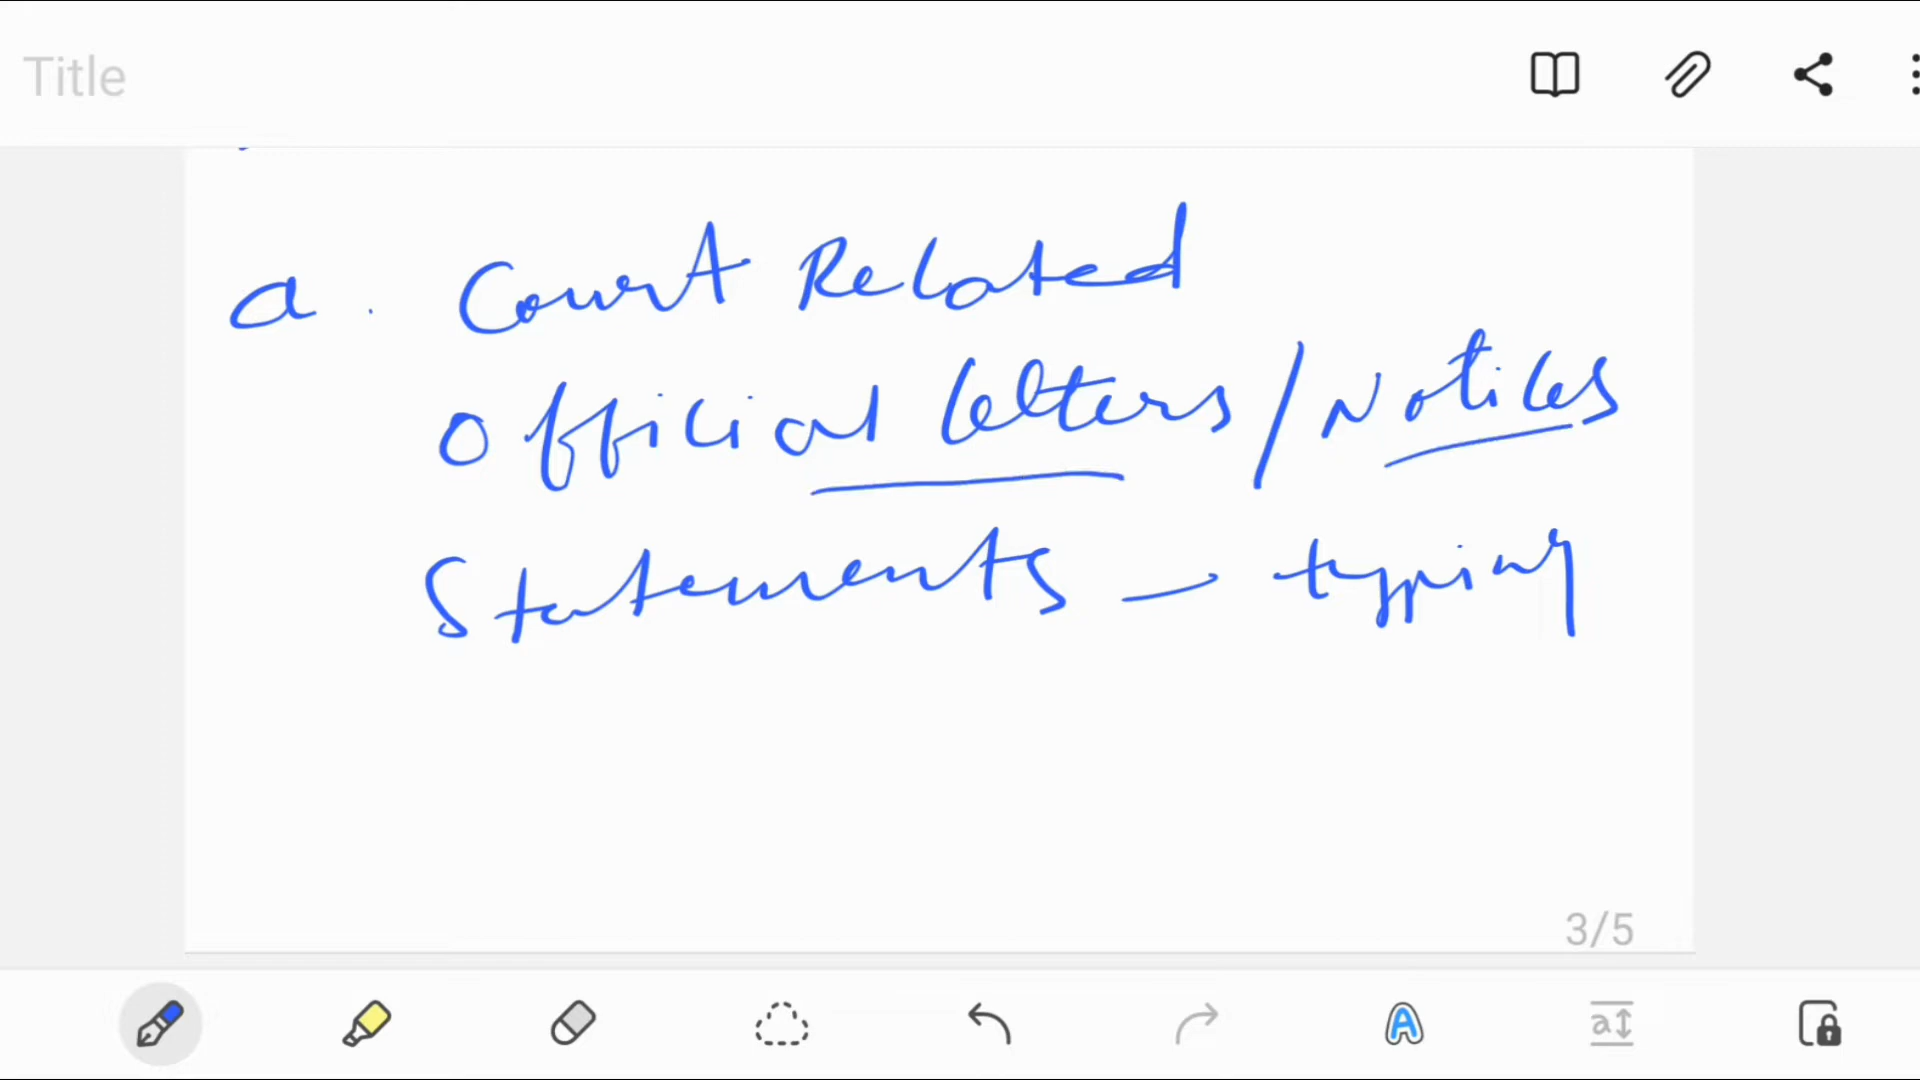 Title
a. Court Related
official letters/Notices
Statements - typing
3/5